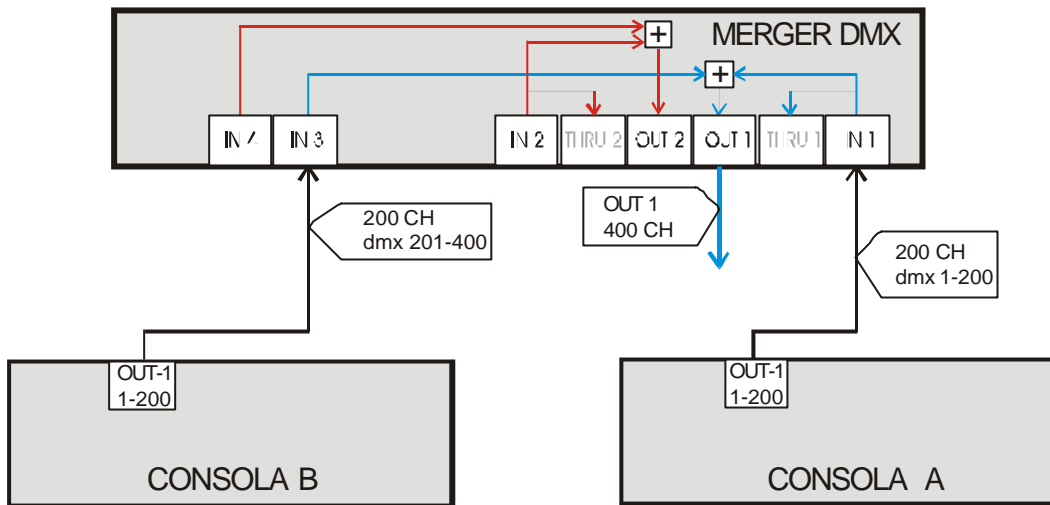 MERGER DMX
IN 4
IN 3
IN 2
THRU 2
OUT 2
OUT 1
THRU 1
IN 1
200 CH
dmx 201-400
OUT 1
400 CH
200 CH
dmx 1-200
OUT-1
1-200
OUT-1
1-200
CONSOLA B
CONSOLA A